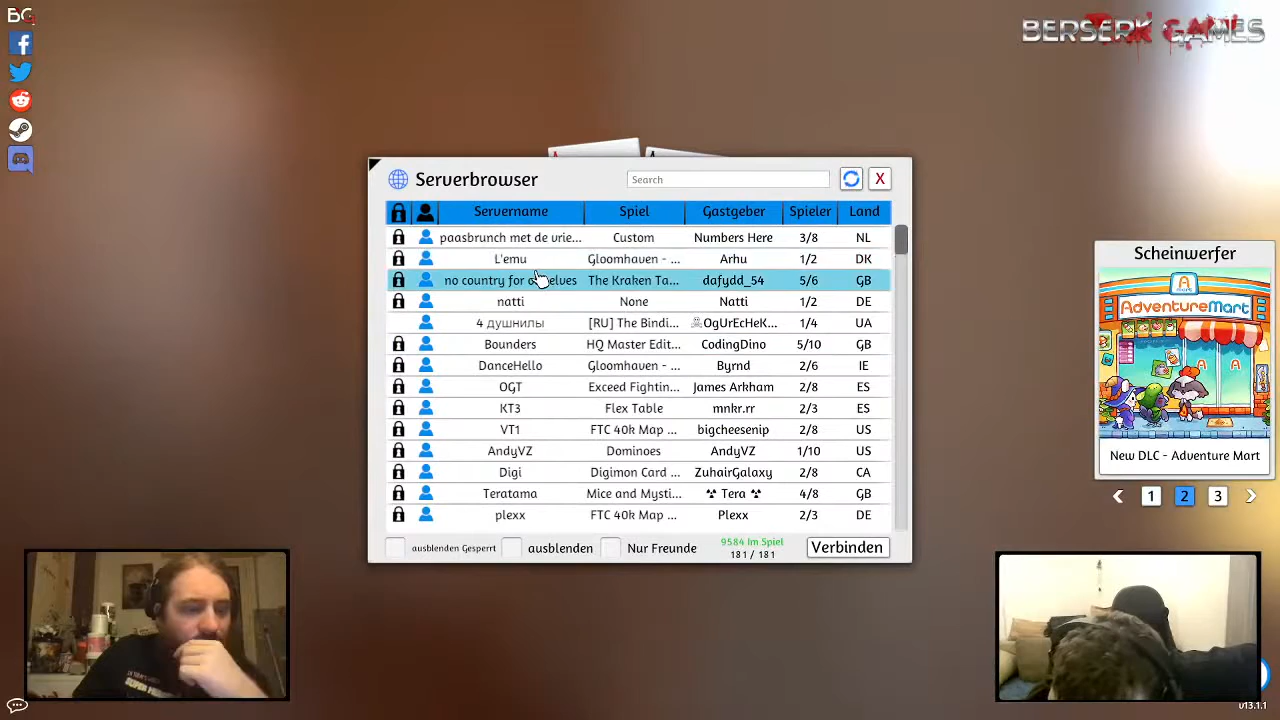 BG
BERSERK GAMES
Serverbrowser
Search
X
Servername Spiel Gastgeber Spieler Land
paasbrunch met de vrie... Custom Numbers Here 3/8 NL
L'emu Gloomhaven - ... Arhu 1/2 DK
no country for ourselves The Kraken Ta... dafydd_54 5/6 GB
natti None Natti 1/2 DE
4 душнилы [RU] The Bindi... OgUrEcHeK... 1/4 UA
Bounders HQ Master Edit... CodingDino 5/10 GB
DanceHello Gloomhaven - ... Byrnd 2/6 IE
OGT Exceed Fightin... James Arkham 2/8 ES
KT3 Flex Table mnkr.rr 2/3 ES
VT1 FTC 40k Map ... bigcheesenip 2/8 US
AndyVZ Dominoes AndyVZ 1/10 US
Digi Digimon Card ... ZuhairGalaxy 2/8 CA
Teratama Mice and Mysti... ☢ Tera ☢ 4/8 GB
plexx FTC 40k Map ... Plexx 2/3 DE
ausblenden Gesperrt ausblenden Nur Freunde 9584 Im Spiel Verbinden
181 / 181
Scheinwerfer
A
AdventureMart
New DLC - Adventure Mart
< 1 2 3 >
v13.1.1